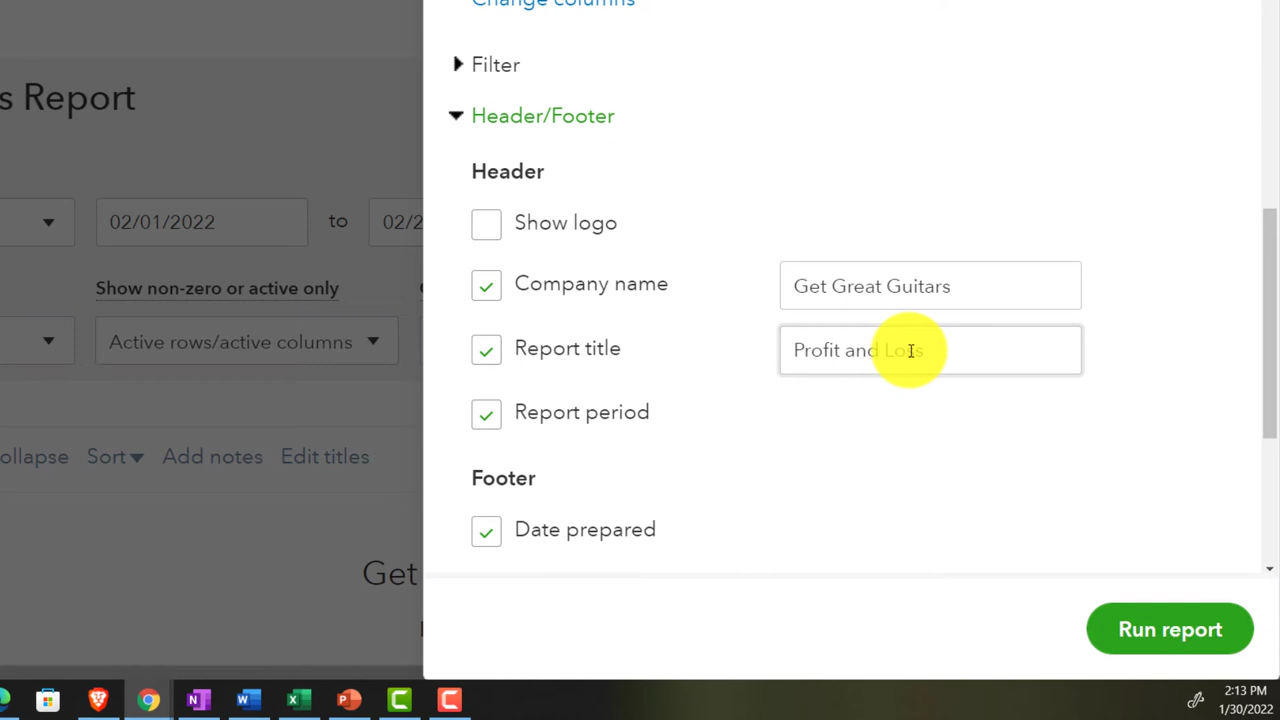 Change columns
Filter
s Report
Header/Footer
Header
02/01/2022 to 02/2
Show logo
Show non-zero or active only
Company name Get Great Guitars
Active rows/active columns
Report title Profit and Loss
Report period
ollapse Sort Add notes Edit titles
Footer
Date prepared
Get
Run report
2:13 PM
1/30/2022